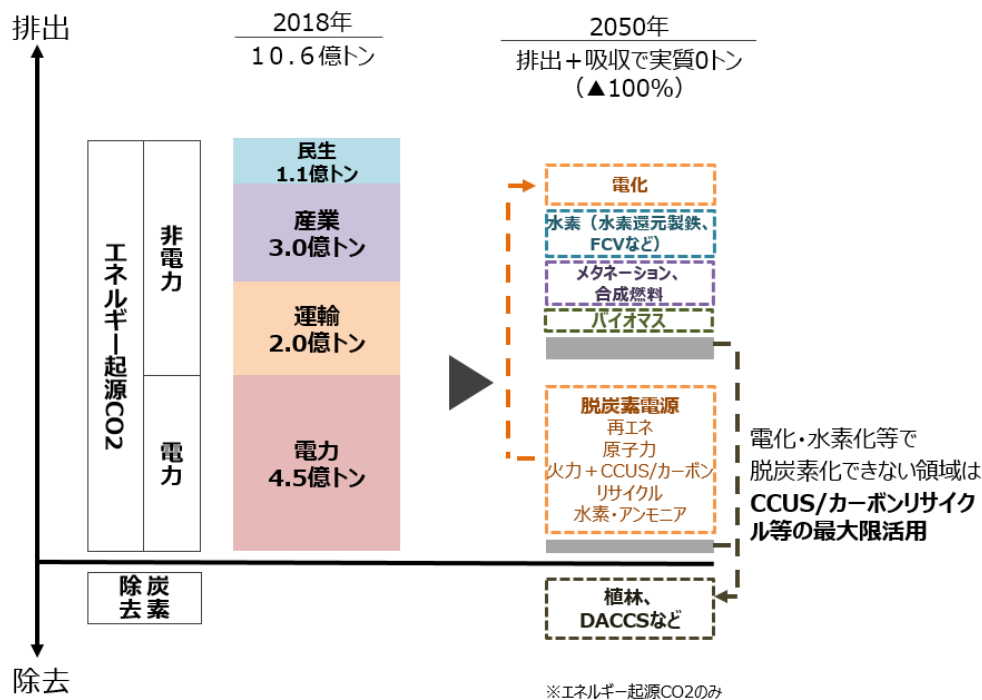 排出
2018年
10.6億トン
2050年
排出＋吸収で実質0トン
（▲100%）
エネルギー起源CO2
非電力
電力
民生
1.1億トン
産業
3.0億トン
運輸
2.0億トン
電力
4.5億トン
電化
水素（水素還元製鉄、
FCVなど）
メタネーション、
合成燃料
バイオマス
脱炭素電源
再エネ
原子力
火力＋CCUS/カーボン
リサイクル
水素・アンモニア
電化・水素化等で
脱炭素化できない領域は
CCUS/カーボンリサイク
ル等の最大限活用
炭素
除去
植林、
DACCSなど
除去
※エネルギー起源CO2のみ